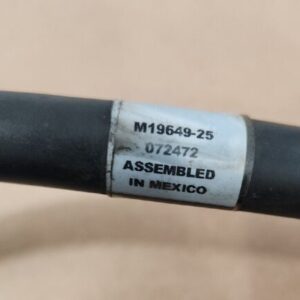 M19649-25
072472
ASSEMBLED
IN MEXICO